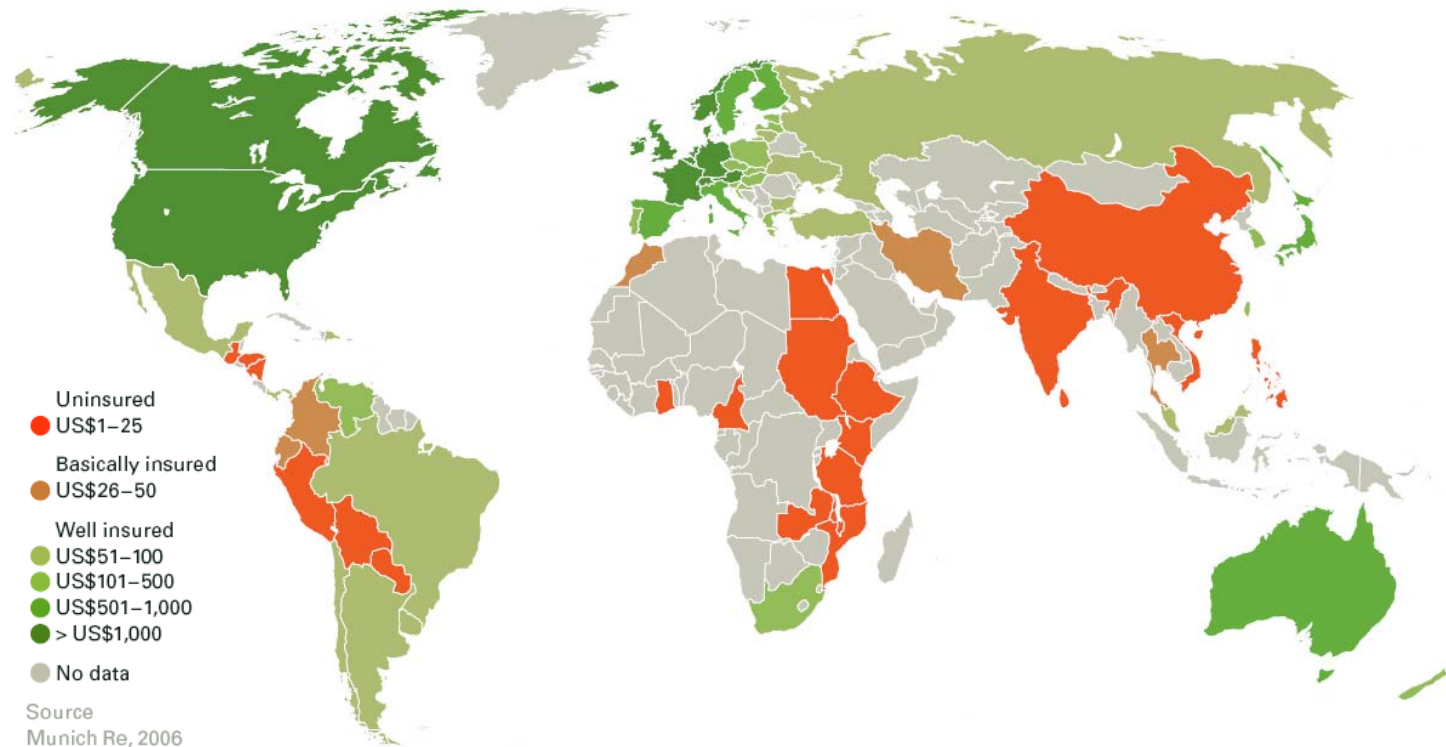 Uninsured
US$1–25
Basically insured
US$26–50
Well insured
US$51–100
US$101–500
US$501–1,000
> US$1,000
No data
Source
Munich Re, 2006